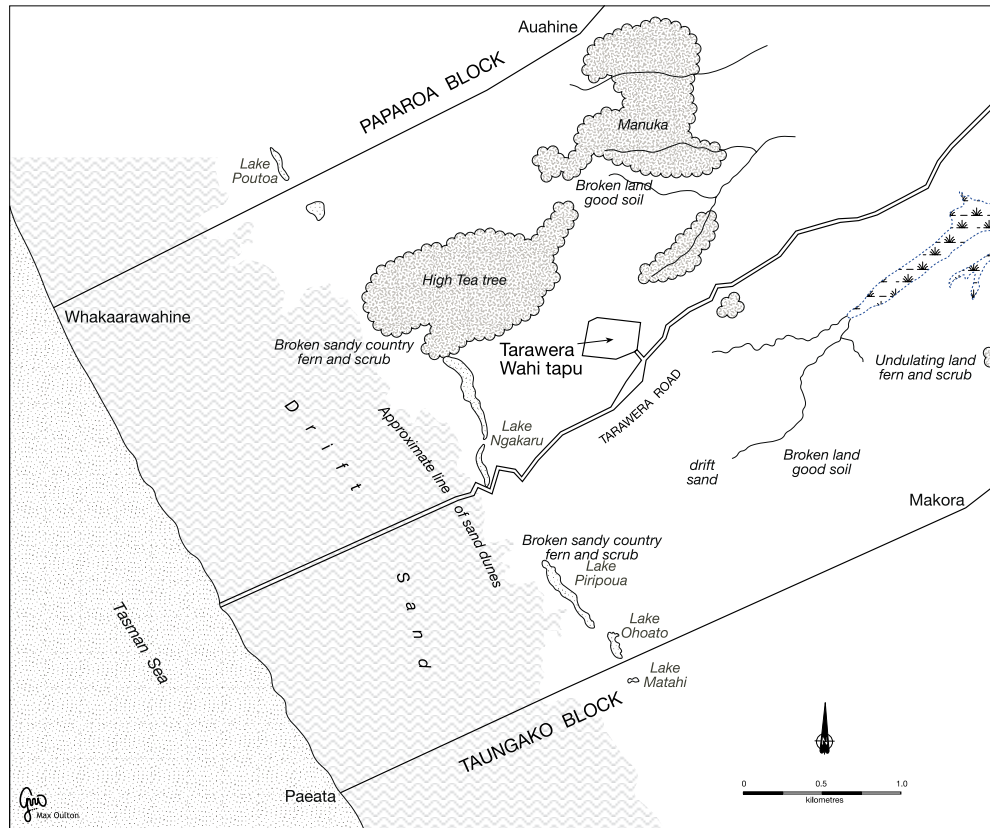 Auahine
PAPAROA BLOCK
Manuka
Lake
Poutoa
Broken land
good soil
High Tea tree
Whakaarawahine
Broken sandy country
fern and scrub
Tarawera
Wahi tapu
Undulating land
fern and scrub
TARAWERA ROAD
Drift
Approximate line
of sand dunes
Lake
Ngakaru
Broken land
good soil
drift
sand
Makora
Broken sandy country
fern and scrub
Lake
Piripoua
Sand
Tasman Sea
Lake
Ohoato
Lake
Matahi
TAUNGAKO BLOCK
Paeata
0 0.5 1.0
kilometres
Max Oulton